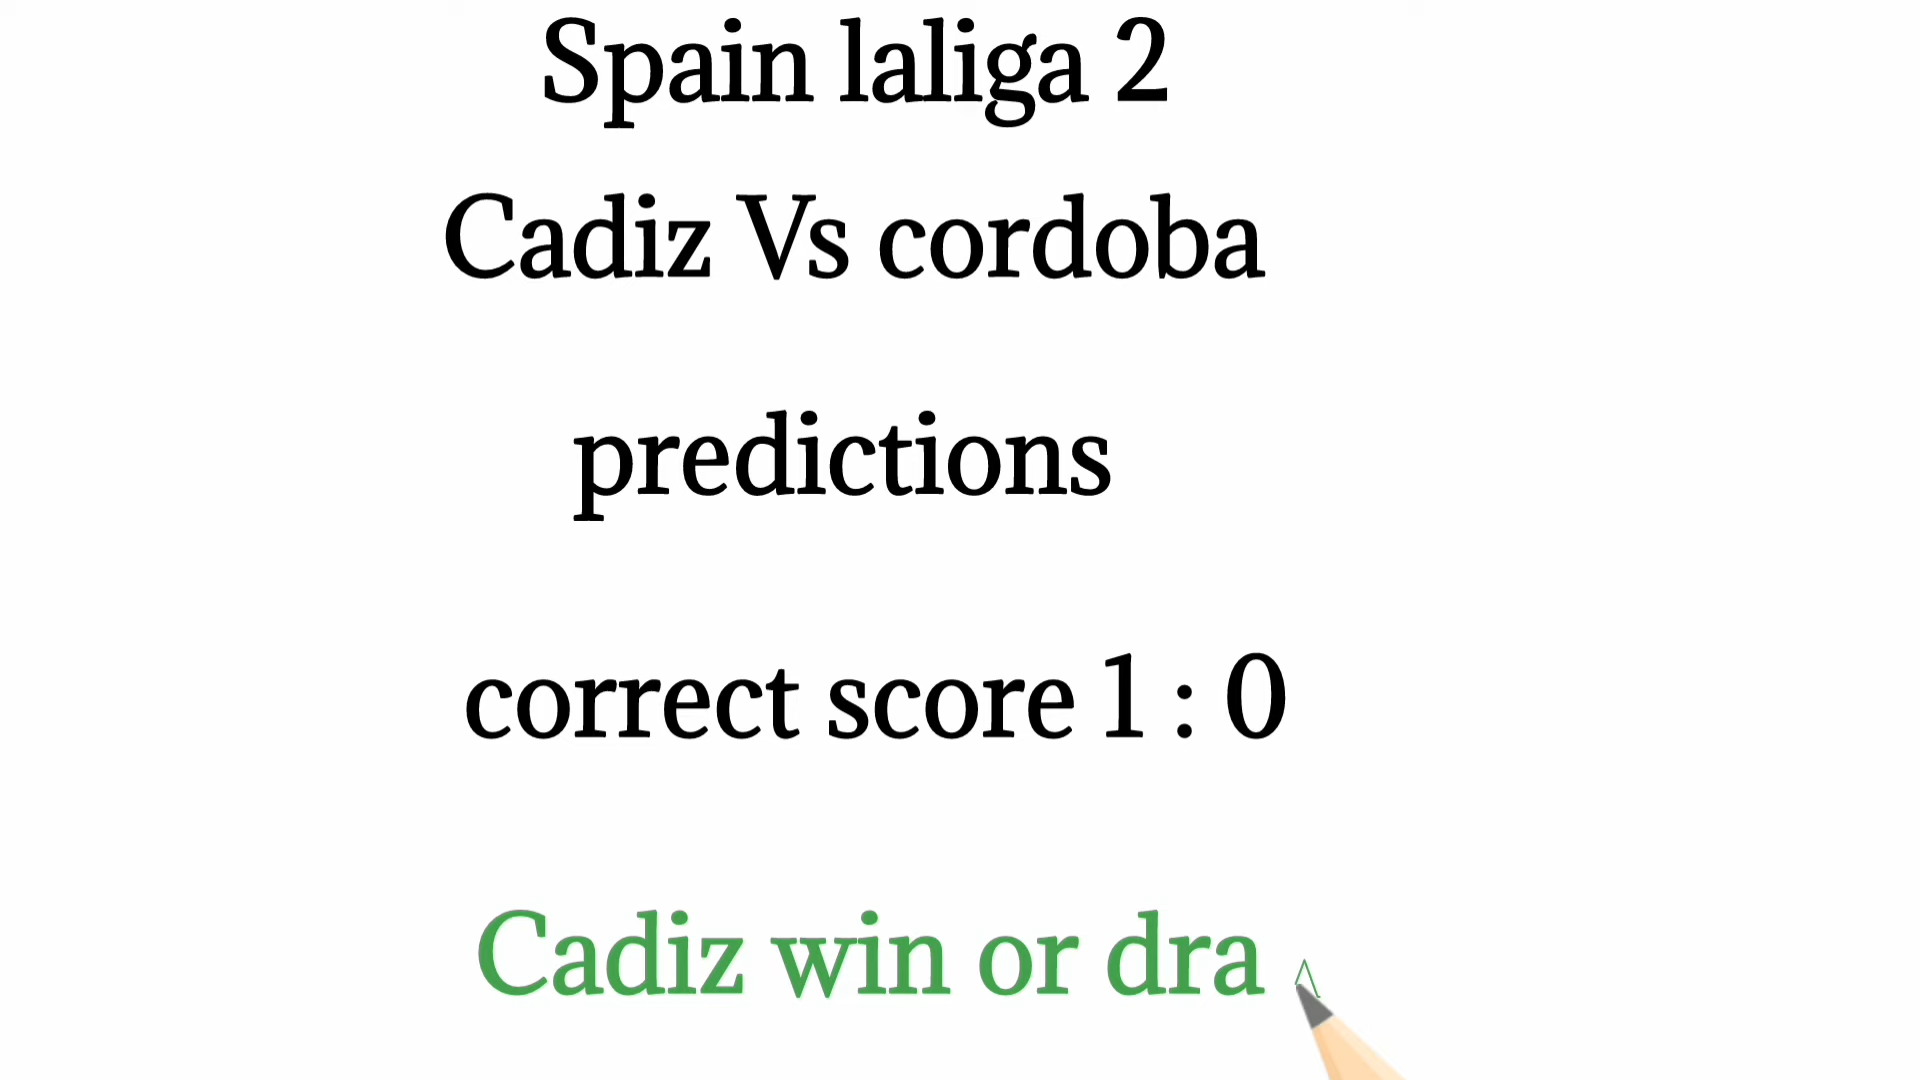 Spain laliga 2
Cadiz Vs cordoba
predictions
correct score 1 : 0
Cadiz win or dra